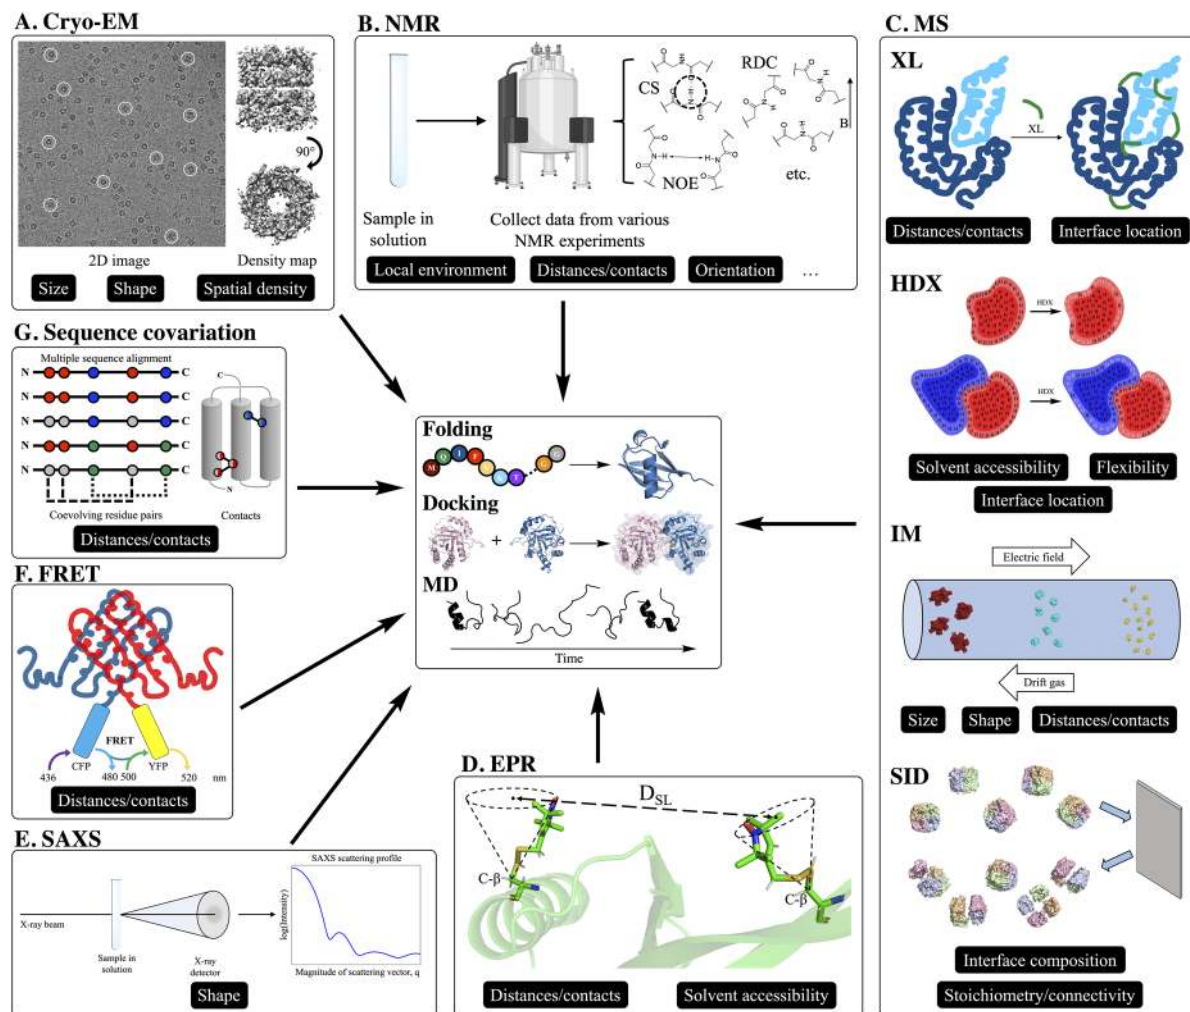 A. Cryo-EM
90°
2D image
Density map
Size
Shape
Spatial density
B. NMR
CS
RDC
B
NOE
etc.
Sample in
solution
Collect data from various
NMR experiments
Local environment
Distances/contacts
Orientation
...
C. MS
XL
XL
Distances/contacts
Interface location
HDX
HDX
HDX
Solvent accessibility
Flexibility
Interface location
IM
Electric field
Drift gas
Size
Shape
Distances/contacts
SID
Interface composition
Stoichiometry/connectivity
G. Sequence covariation
Multiple sequence alignment
N C
N C
N C
N C
N C
C
N
Coevolving residue pairs
Contacts
Distances/contacts
Folding
M Q I F K T G G
Docking
+
MD
Time
F. FRET
FRET
CFP
YFP
436 480 500 520 nm
Distances/contacts
E. SAXS
X-ray beam
Sample in
solution
X-ray
detector
SAXS scattering profile
log(Intensity)
Magnitude of scattering vector, q
Shape
D. EPR
DSL
C-β
C-β
Distances/contacts
Solvent accessibility